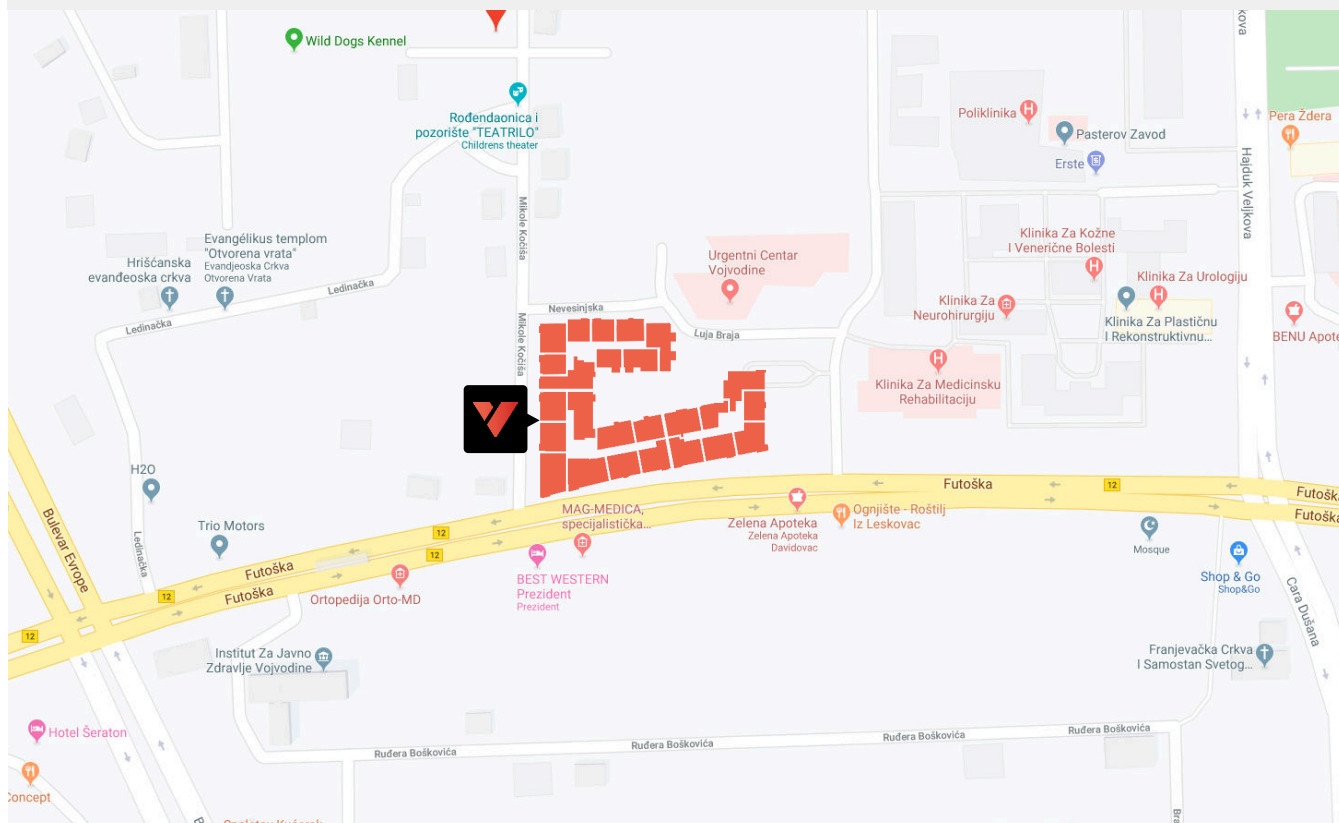 Wild Dogs Kennel
Rođendaonica i
pozorište "TEATRILO"
Childrens theater
Poliklinika
Pasterov Zavod
Erste
Pera Ždera
Hajduk Veljkova
Mikole Kočiša
Evangélikus templom
"Otvorena vrata"
Evandjeoska Crkva
Otvorena Vrata
Hrišćanska
evanđeoska crkva
Ledinačka
Ledinačka
Urgentni Centar
Vojvodine
Klinika Za Kožne
I Venerične Bolesti
Klinika Za Urologiju
Klinika Za
Neurohirurgiju
Klinika Za Plastičnu
I Rekonstruktivnu...
BENU Apote
Nevesinjska
Luja Braja
Mikole Kočiša
Klinika Za Medicinsku
Rehabilitaciju
H2O
Trio Motors
Ledinačka
Bulevar Evrope
Futoška
12
Futošk
Futoška
MAG-MEDICA,
specijalistička...
Zelena Apoteka
Zelena Apoteka
Davidovac
Ognjište - Roštilj
Iz Leskovac
Mosque
Shop & Go
Shop&Go
12
12
Futoška
Futoška
12
12
BEST WESTERN
Prezident
Prezident
Ortopedija Orto-MD
Cara Dušana
Institut Za Javno
Zdravlje Vojvodine
Franjevačka Crkva
I Samostan Svetog...
Hotel Šeraton
Ruđera Boškovića
Ruđera Boškovića
Ruđera Boškovića
Ruđera Boškovića
Concept